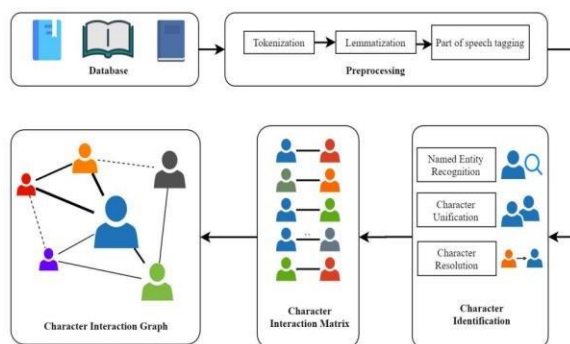 Tokenization
Lemmatization
Part of speech tagging
Database
Preprocessing
Named Entity
Recognition
Character
Unification
Character
Resolution
Character Interaction Graph
Character
Interaction Matrix
Character
Identification